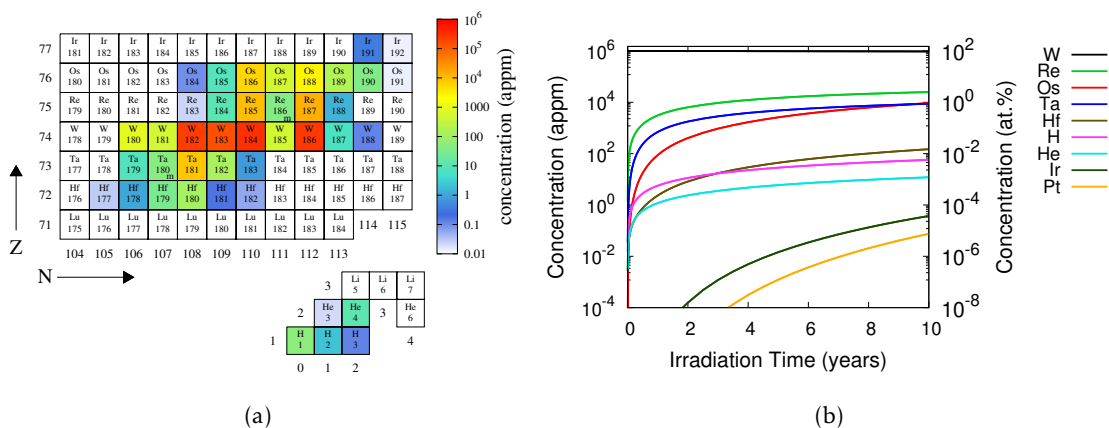 77
Ir Ir Ir Ir Ir Ir Ir Ir Ir Ir Ir Ir
181 182 183 184 185 186 187 188 189 190 191 192
76
Os Os Os Os Os Os Os Os Os Os Os Os
180 181 182 183 184 185 186 187 188 189 190 191
75
Re Re Re Re Re Re Re Re Re Re Re Re
179 180 181 182 183 184 185 186 187 188 189 190
m
74
W W W W W W W W W W W W
178 179 180 181 182 183 184 185 186 187 188 189
73
Ta Ta Ta Ta Ta Ta Ta Ta Ta Ta Ta Ta
177 178 179 180 181 182 183 184 185 186 187 188
m
72
Hf Hf Hf Hf Hf Hf Hf Hf Hf Hf Hf Hf
176 177 178 179 180 181 182 183 184 185 186 187
71
Lu Lu Lu Lu Lu Lu Lu Lu Lu Lu
175 176 177 178 179 180 181 182 183 184
114 115
104 105 106 107 108 109 110 111 112 113
Z
N
3
Li Li Li
5 6 7
2
He He
3 4
3
He
6
1
H H H
1 2 3
4
0 1 2
10^6
10^5
10^4
1000
100
10
1
0.1
0.01
concentration (appm)
(a)
Concentration (appm)
10^6
10^4
10^2
10^0
10^-2
10^-4
0 2 4 6 8 10
Irradiation Time (years)
10^2
10^0
10^-2
10^-4
10^-6
10^-8
Concentration (at.%)
W
Re
Os
Ta
Hf
H
He
Ir
Pt
(b)